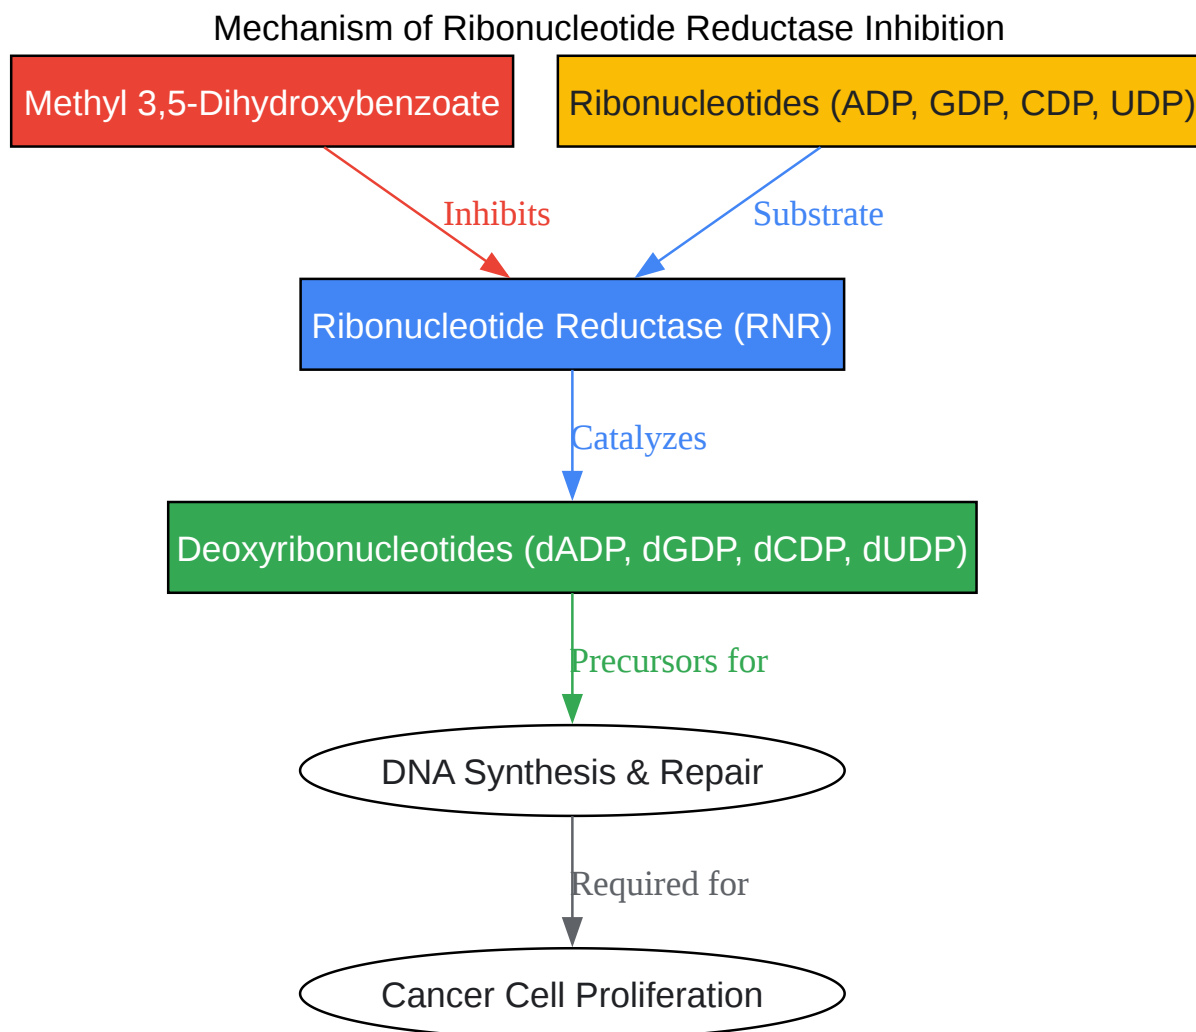 Mechanism of Ribonucleotide Reductase Inhibition
Methyl 3,5-Dihydroxybenzoate
Ribonucleotides (ADP, GDP, CDP, UDP)
Inhibits
Substrate
Ribonucleotide Reductase (RNR)
Catalyzes
Deoxyribonucleotides (dADP, dGDP, dCDP, dUDP)
Precursors for
DNA Synthesis & Repair
Required for
Cancer Cell Proliferation